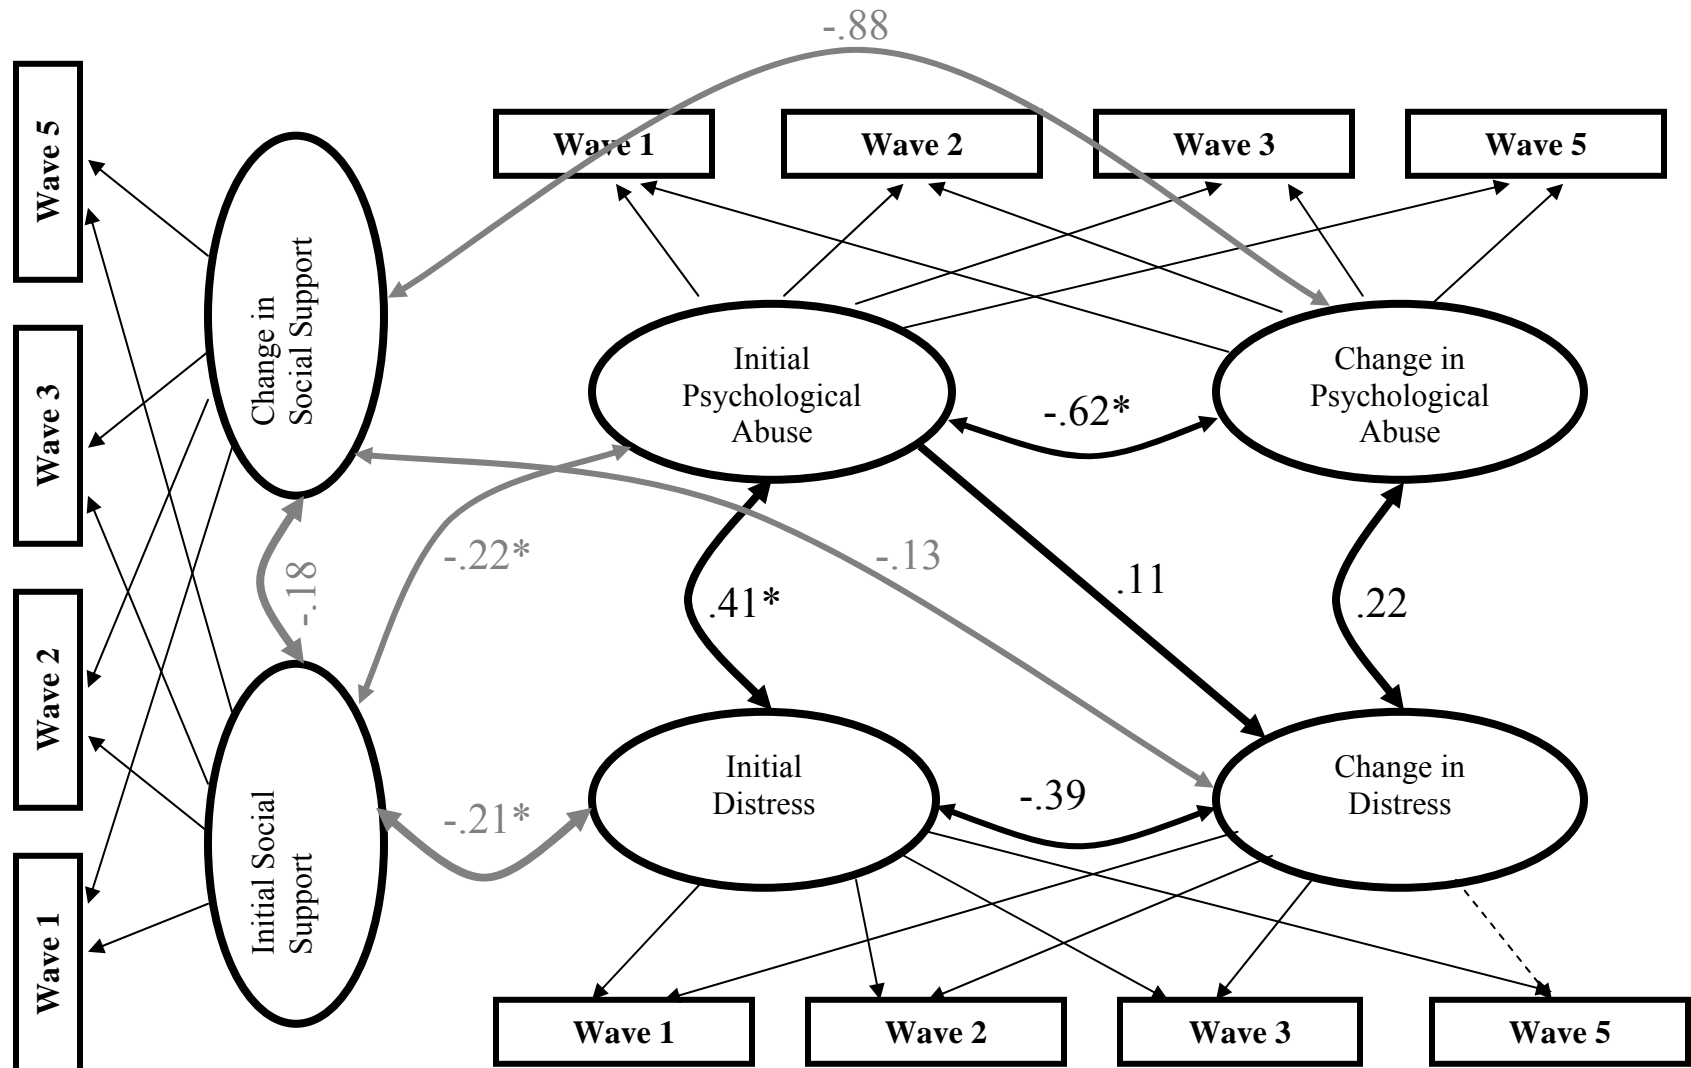 -.88
Wave 1
Wave 2
Wave 3
Wave 5
Wave 5
Wave 3
Wave 2
Wave 1
Change in
Social Support
Initial
Psychological
Abuse
Change in
Psychological
Abuse
-.62*
-.22*
-.13
-.18
.41*
.11
.22
Initial Social
Support
-.21*
Initial
Distress
-.39
Change in
Distress
Wave 1
Wave 2
Wave 3
Wave 5